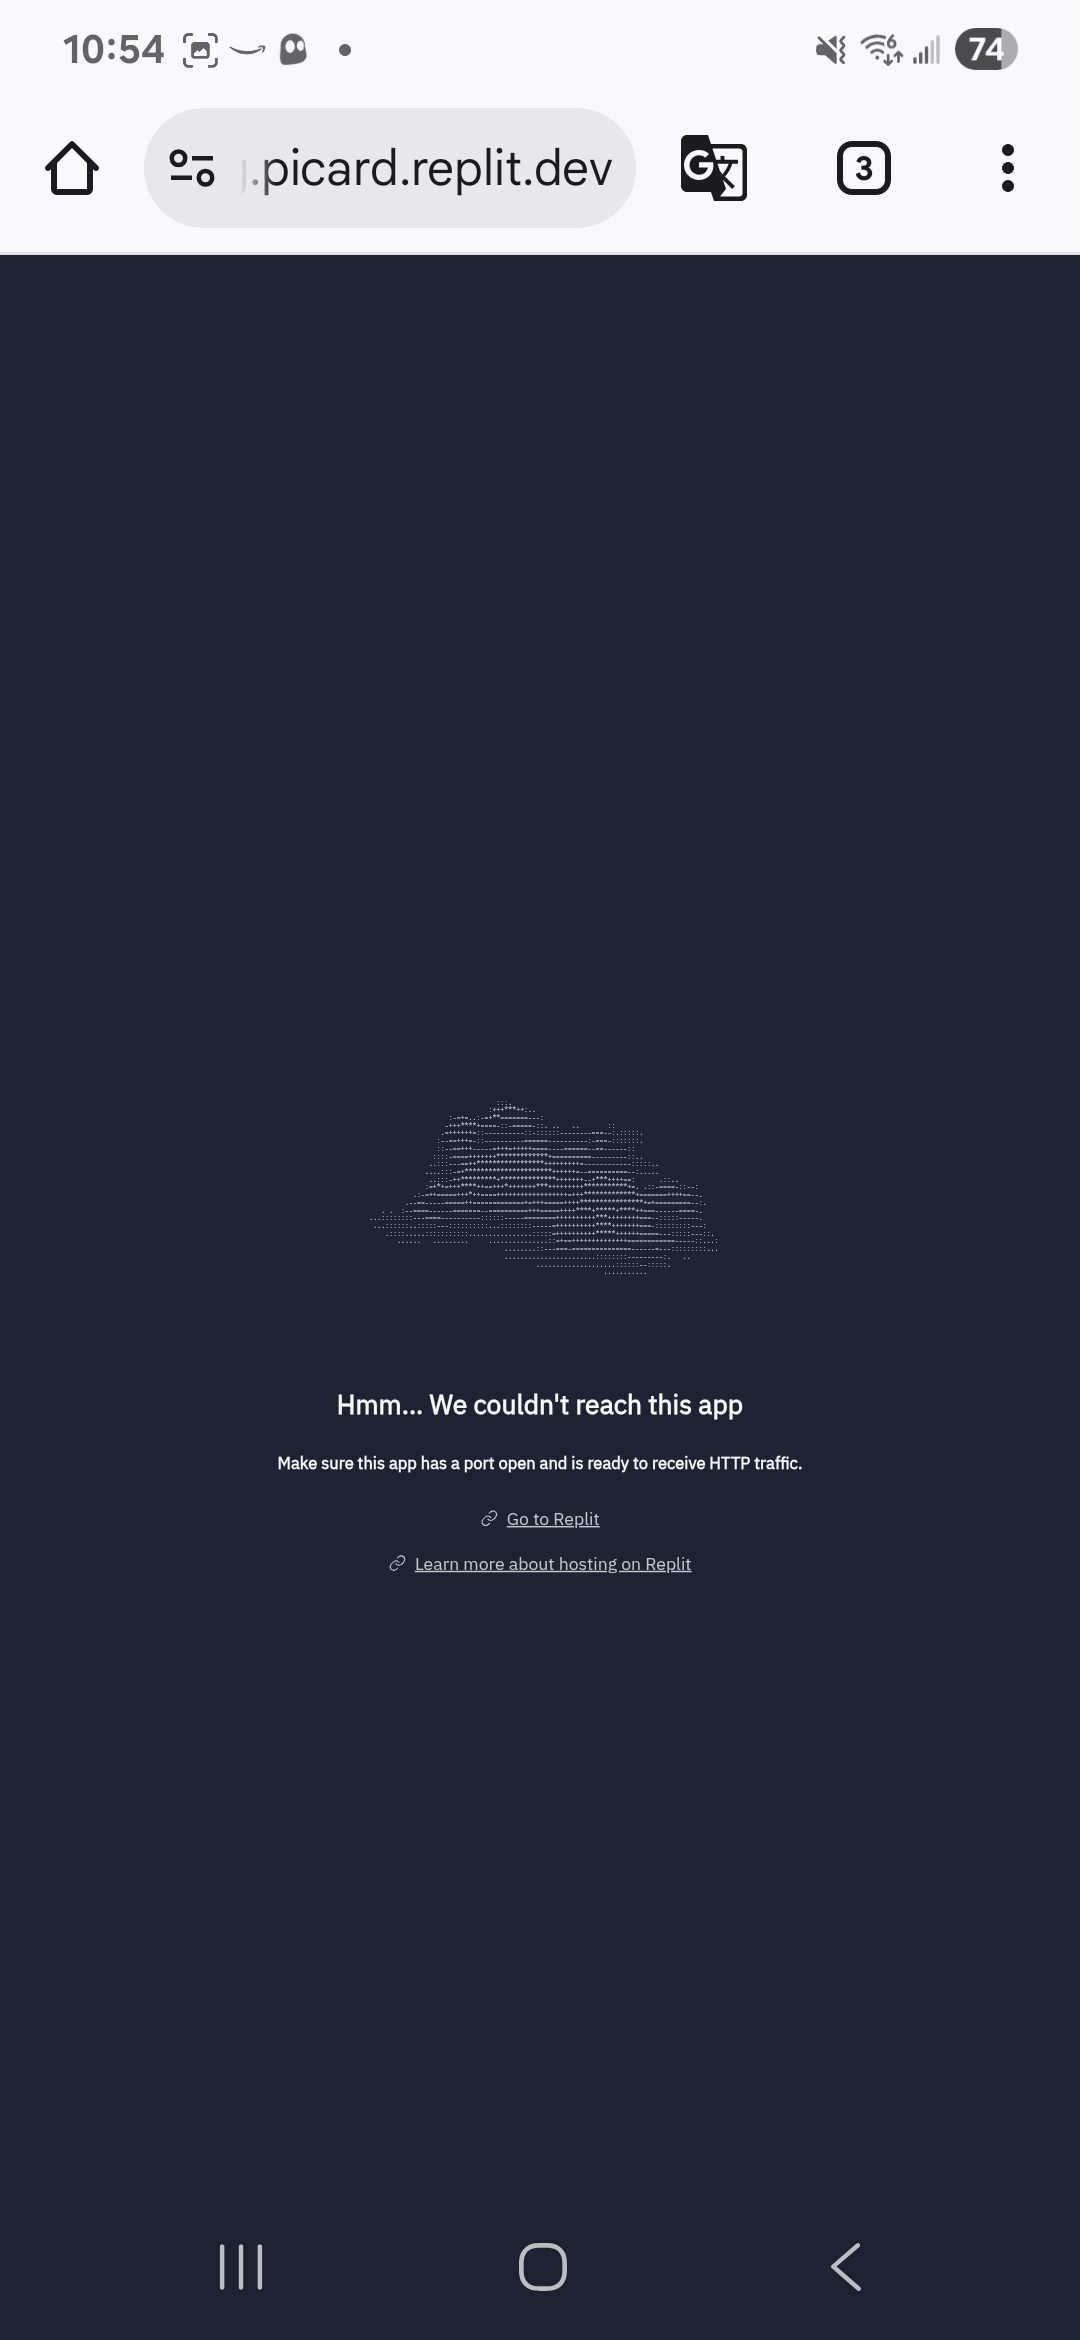 10:54
74
.picard.replit.dev
3
Hmm... We couldn't reach this app
Make sure this app has a port open and is ready to receive HTTP traffic.
Go to Replit
Learn more about hosting on Replit